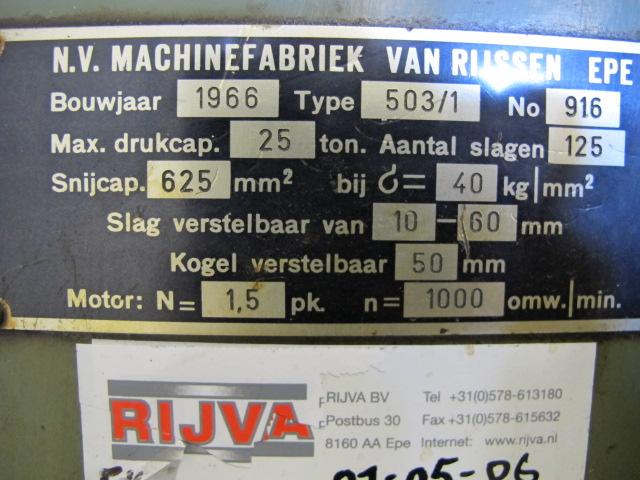 N.V. MACHINEFABRIEK VAN RIJSSEN EPE
Bouwjaar 1966 Type 503/1 No 916
Max. drukcap. 25 ton. Aantal slagen 125
Snijcap. 625 mm² bij σ= 40 kg|mm²
Slag verstelbaar van 10 – 60 mm
Kogel verstelbaar 50 mm
Motor: N= 1,5 pk. n= 1000 omw.|min.
RIJVA
RIJVA BV Tel +31(0)578-613180
Postbus 30 Fax +31(0)578-615632
8160 AA Epe Internet: www.rijva.nl